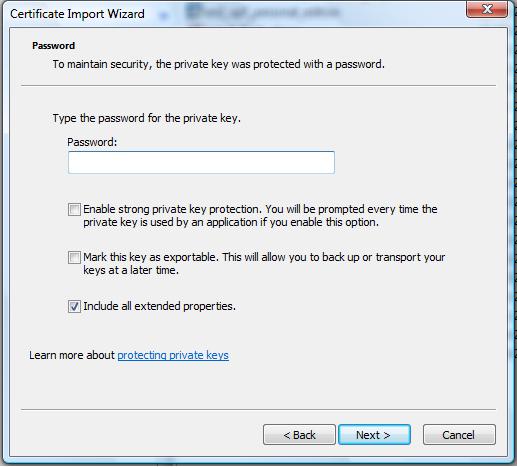 Certificate Import Wizard
Password
To maintain security, the private key was protected with a password.
Type the password for the private key.
Password:
Enable strong private key protection. You will be prompted every time the
private key is used by an application if you enable this option.
Mark this key as exportable. This will allow you to back up or transport your
keys at a later time.
Include all extended properties.
Learn more about protecting private keys
< Back
Next >
Cancel